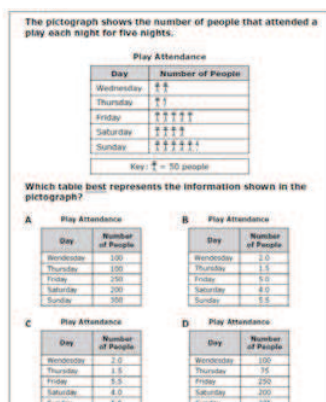 The pictograph shows the number of people that attended a
play each night for five nights.
Play Attendance
Day Number of People
Wednesday
Thursday
Friday
Saturday
Sunday
Key: = 50 people
Which table best represents the information shown in the
pictograph?
A Play Attendance
Day Number of People
Wednesday 100
Thursday 100
Friday 250
Saturday 200
Sunday
B Play Attendance
Day Number of People
Wednesday 2.0
Thursday 1.5
Friday 5.0
Saturday 4.0
Sunday 5.5
C Play Attendance
Day Number of People
Wednesday 2.0
Thursday 1.5
Friday 5.5
Saturday 4.0
D Play Attendance
Day Number of People
Wednesday 100
Thursday 75
Friday 250
Saturday 200